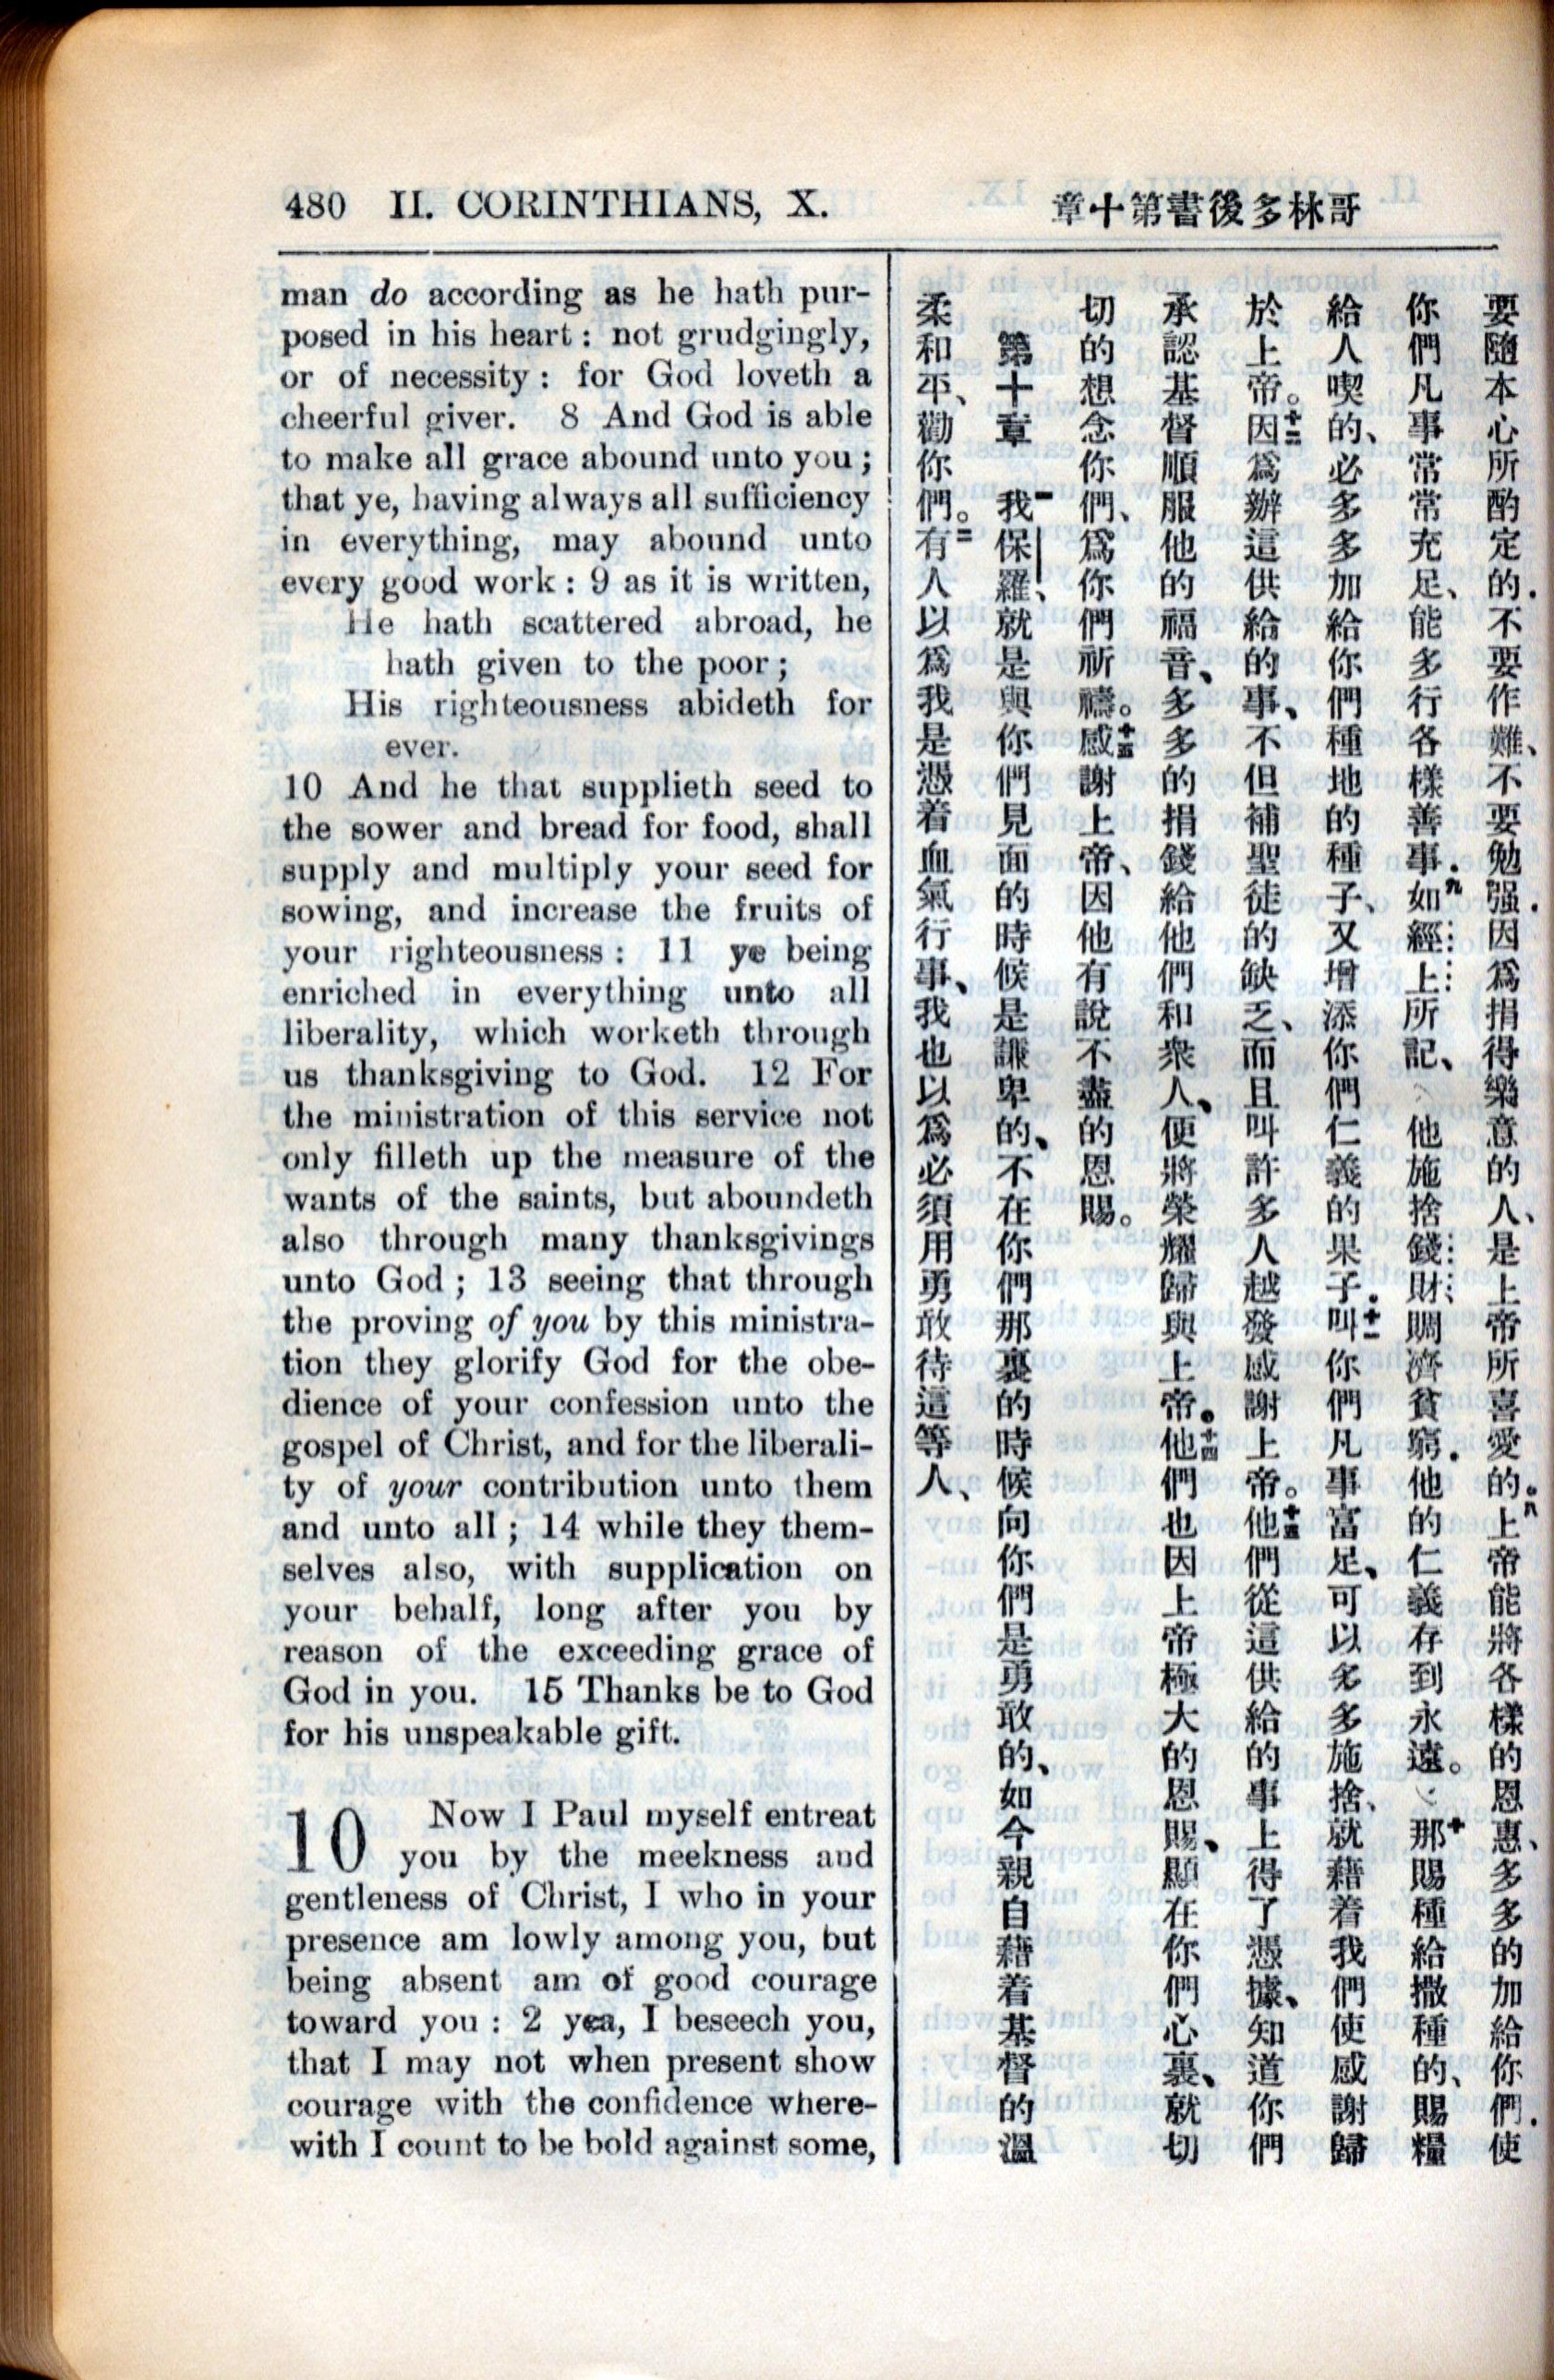 480 II. CORINTHIANS, X.
章十第書後多林哥
man do according as he hath pur-
posed in his heart: not grudgingly,
or of necessity: for God loveth a
cheerful giver. 8 And God is able
to make all grace abound unto you;
that ye, having always all sufficiency
in everything, may abound unto
every good work: 9 as it is written,
He hath scattered abroad, he
hath given to the poor;
His righteousness abideth for
ever.
10 And he that supplieth seed to
the sower and bread for food, shall
supply and multiply your seed for
sowing, and increase the fruits of
your righteousness: 11 ye being
enriched in everything unto all
liberality, which worketh through
us thanksgiving to God. 12 For
the ministration of this service not
only filleth up the measure of the
wants of the saints, but aboundeth
also through many thanksgivings
unto God; 13 seeing that through
the proving of you by this ministra-
tion they glorify God for the obe-
dience of your confession unto the
gospel of Christ, and for the liberali-
ty of your contribution unto them
and unto all; 14 while they them-
selves also, with supplication on
your behalf, long after you by
reason of the exceeding grace of
God in you. 15 Thanks be to God
for his unspeakable gift.
10 Now I Paul myself entreat
you by the meekness and
gentleness of Christ, I who in your
presence am lowly among you, but
being absent am of good courage
toward you: 2 yea, I beseech you,
that I may not when present show
courage with the confidence where-
with I count to be bold against some,
要隨本心所酌定的.不要作難、不要勉强.因爲捐得樂意的人、是上帝所喜愛的。八上帝能將各樣的恩惠、多多的加給你們.使
你們凡事常常充足、能多行各樣善事.九如經上所記、他施捨錢財賙濟貧窮.他的仁義存到永遠。十那賜種給撒種的、賜糧
給人喫的、必多多加給你們種地的種子、又增添你們仁義的果子.十一叫你們凡事富足、可以多多施捨、就藉着我們使感謝歸
於上帝。十二因爲辦這供給的事、不但補聖徒的缺乏、而且叫許多人越發感謝上帝。十三他們從這供給的事上得了憑據、知道你們
承認基督順服他的福音、多多的捐錢給他們和衆人、便將榮耀歸與上帝。十四他們也因上帝極大的恩賜、顯在你們心裏、就切
切的想念你們、爲你們祈禱。十五感謝上帝、因他有說不盡的恩賜。
第十章 一我保羅、就是與你們見面的時候是謙卑的、不在你們那裏的時候向你們是勇敢的、如今親自藉着基督的溫
柔和平、勸你們。二有人以爲我是憑着血氣行事、我也以爲必須用勇敢待這等人、